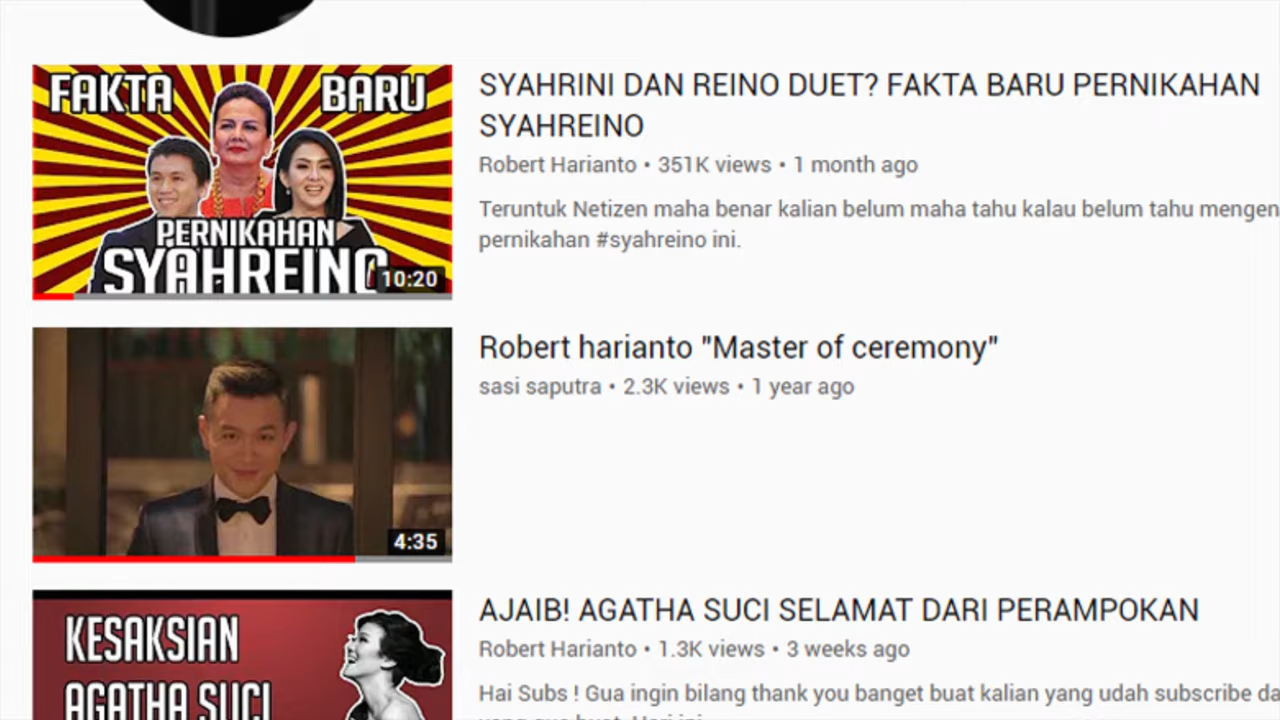 FAKTA BARU
PERNIKAHAN
SYAHREINO
10:20
SYAHRINI DAN REINO DUET? FAKTA BARU PERNIKAHAN
SYAHREINO
Robert Harianto • 351K views • 1 month ago
Teruntuk Netizen maha benar kalian belum maha tahu kalau belum tahu mengen
pernikahan #syahreino ini.
4:35
Robert harianto "Master of ceremony"
sasi saputra • 2.3K views • 1 year ago
KESAKSIAN
AGATHA SUCI
AJAIB! AGATHA SUCI SELAMAT DARI PERAMPOKAN
Robert Harianto • 1.3K views • 3 weeks ago
Hai Subs ! Gua ingin bilang thank you banget buat kalian yang udah subscribe da